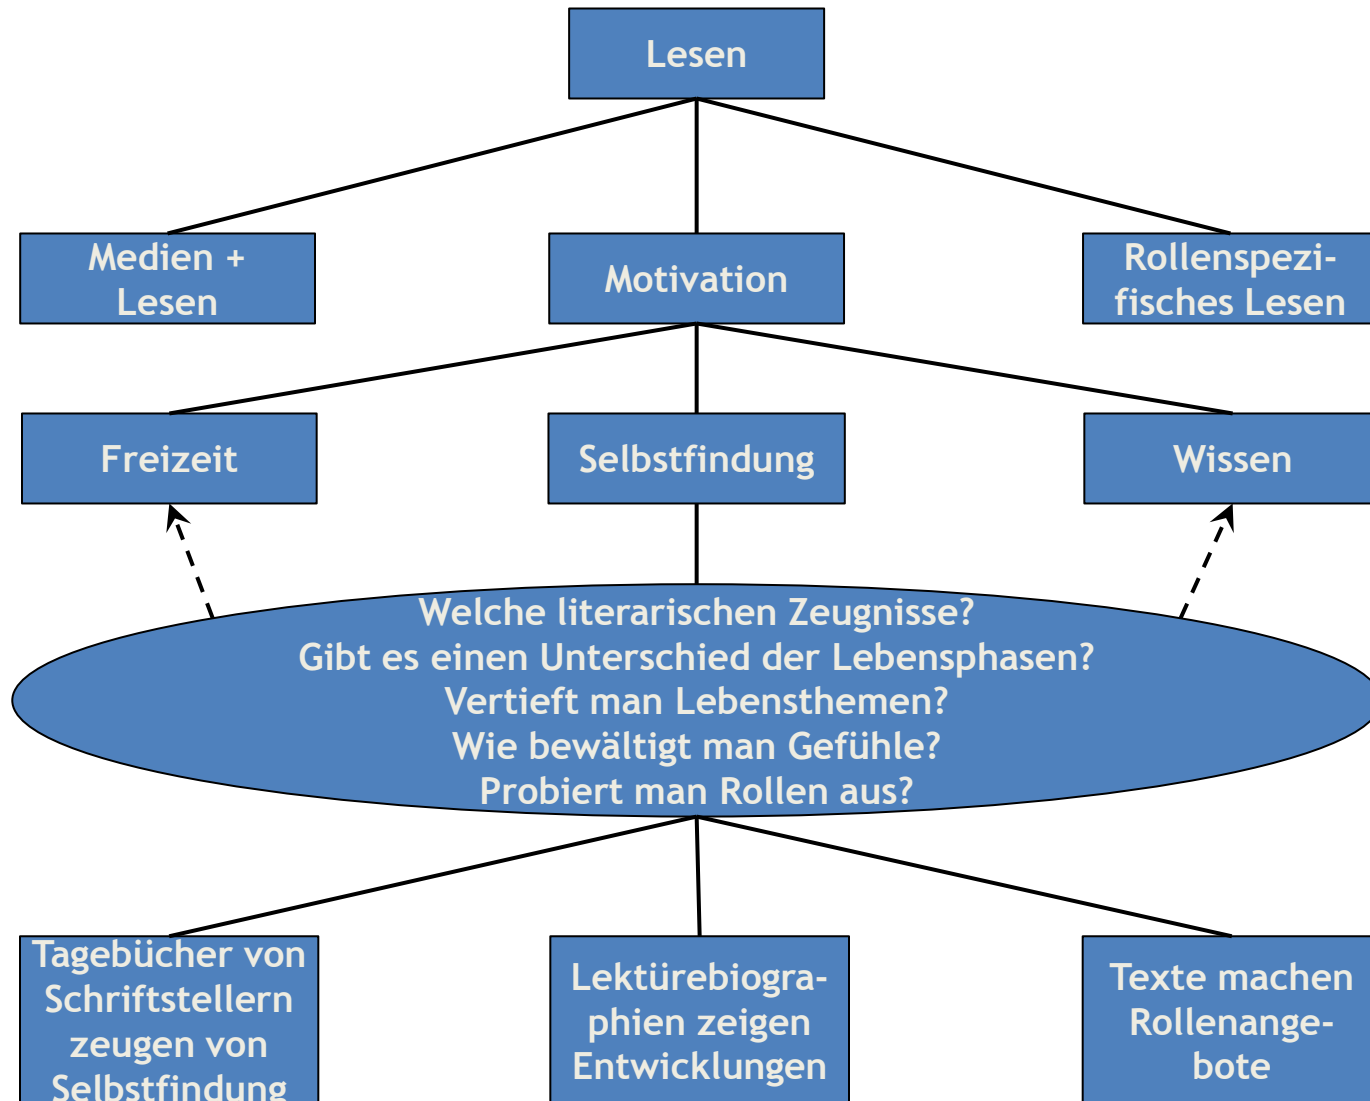 Lesen
Medien +
Lesen
Motivation
Rollenspezi-
fisches Lesen
Freizeit
Selbstfindung
Wissen
Welche literarischen Zeugnisse?
Gibt es einen Unterschied der Lebensphasen?
Vertieft man Lebensthemen?
Wie bewältigt man Gefühle?
Probiert man Rollen aus?
Tagebücher von
Schriftstellern
zeugen von
Selbstfindung
Lektürebiogra-
phien zeigen
Entwicklungen
Texte machen
Rollenange-
bote